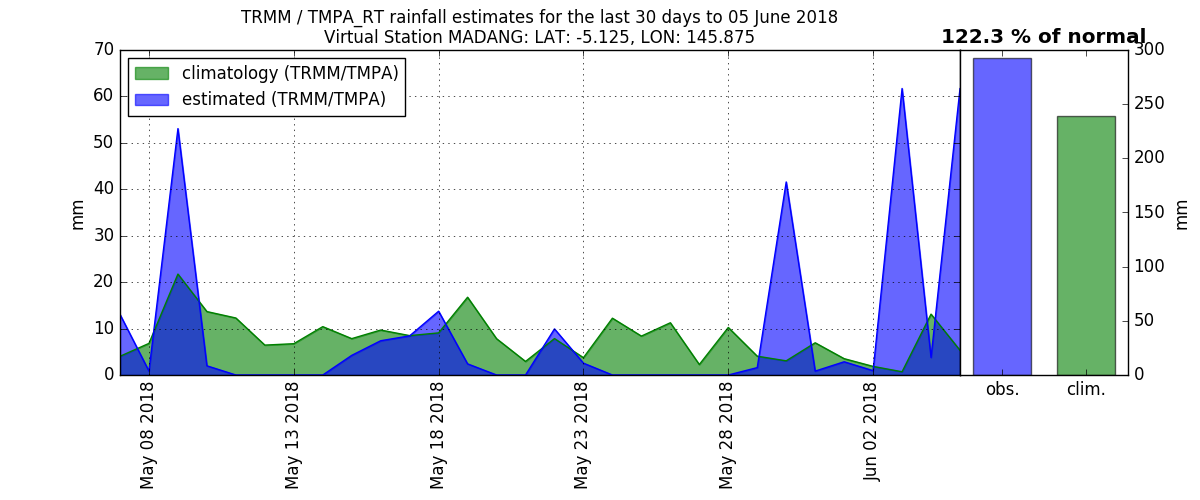 TRMM / TMPA_RT rainfall estimates for the last 30 days to 05 June 2018
Virtual Station MADANG: LAT: -5.125, LON: 145.875
122.3 % of normal
climatology (TRMM/TMPA)
estimated (TRMM/TMPA)
mm
70
60
50
40
30
20
10
0
May 08 2018
May 13 2018
May 18 2018
May 23 2018
May 28 2018
Jun 02 2018
obs.
clim.
300
250
200
150
100
50
0
mm